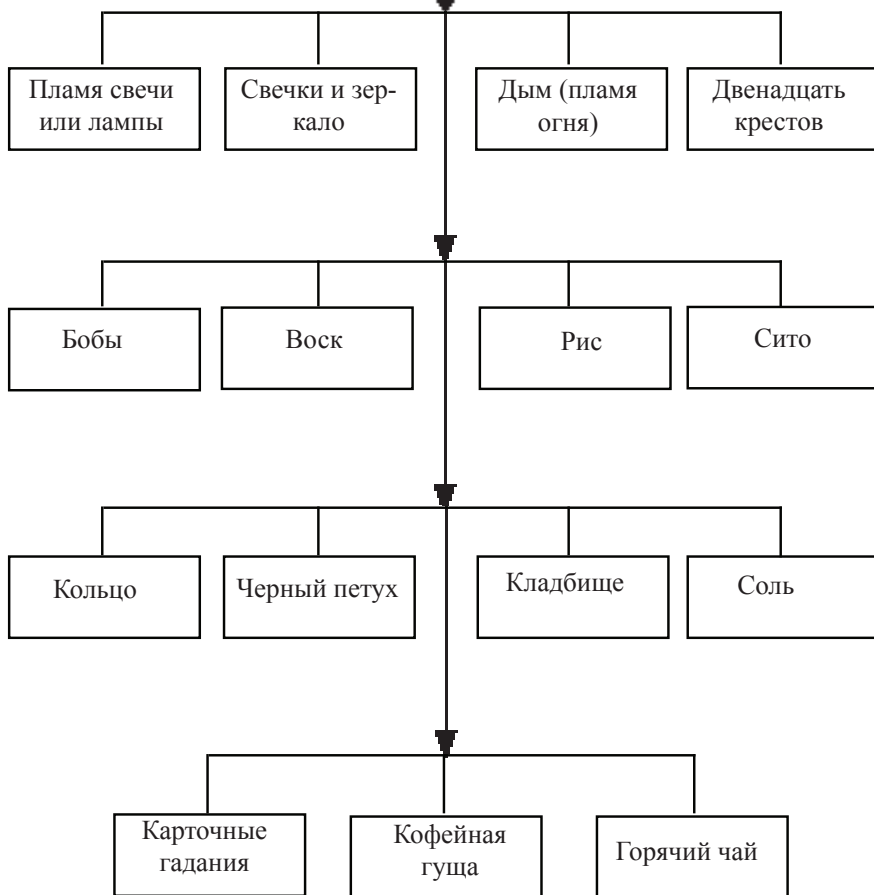 Пламя свечи
или лампы
Свечки и зер-
кало
Дым (пламя
огня)
Двенадцать
крестов
Бобы
Воск
Рис
Сито
Кольцо
Черный петух
Кладбище
Соль
Карточные
гадания
Кофейная
гуща
Горячий чай